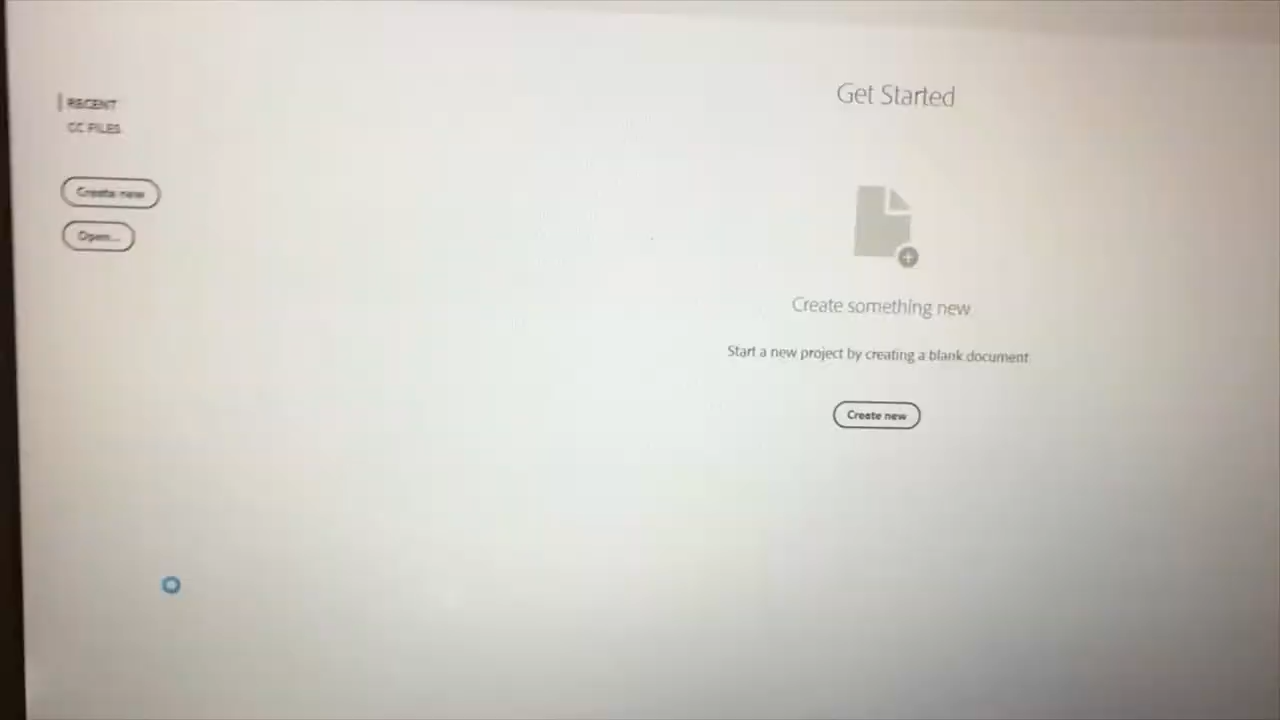 RECENT
CC FILES
Create new
Open...
Get Started
Create something new
Start a new project by creating a blank document
Create new